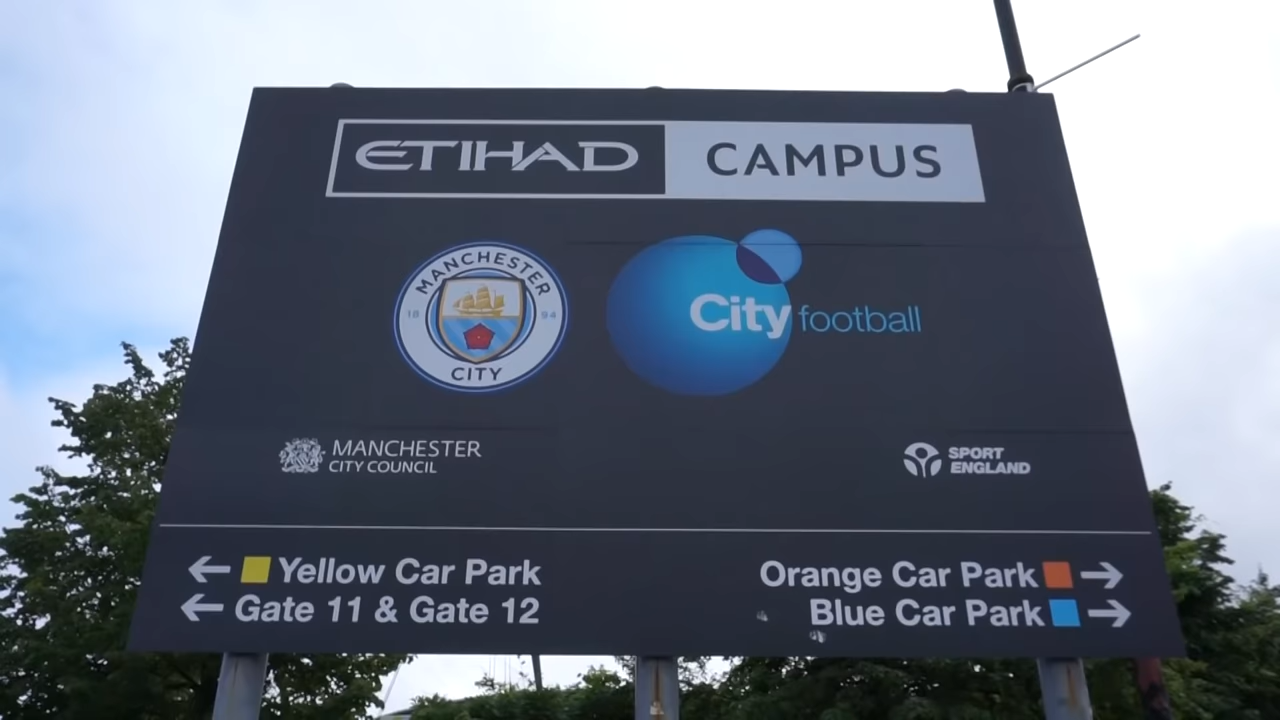 ETIHAD CAMPUS
MANCHESTER
18 94
CITY
City football
MANCHESTER
CITY COUNCIL
SPORT
ENGLAND
← Yellow Car Park
← Gate 11 & Gate 12
Orange Car Park →
Blue Car Park →